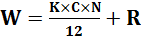 W = K×C×N / 12 + R